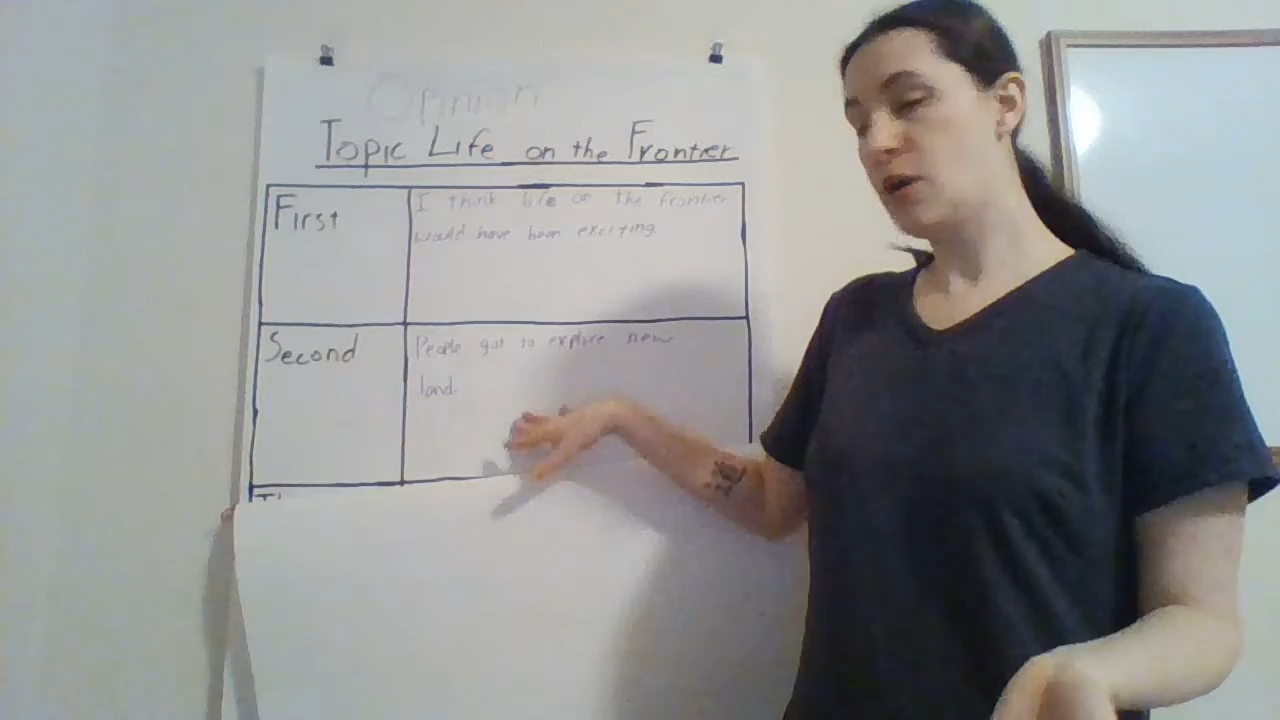 Opinion
Topic Life on the Frontier
First
I think life on the frontier
would have been exciting.
Second
People got to explore new
land.